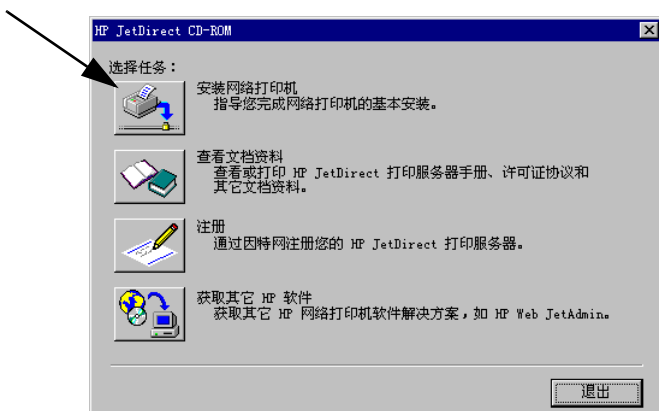 HP JetDirect CD-ROM
选择任务：
安装网络打印机
指导您完成网络打印机的基本安装。
查看文档资料
查看或打印 HP JetDirect 打印服务器手册、许可证协议和
其它文档资料。
注册
通过因特网注册您的 HP JetDirect 打印服务器。
获取其它 HP 软件
获取其它 HP 网络打印机软件解决方案，如 HP Web JetAdmin。
退出